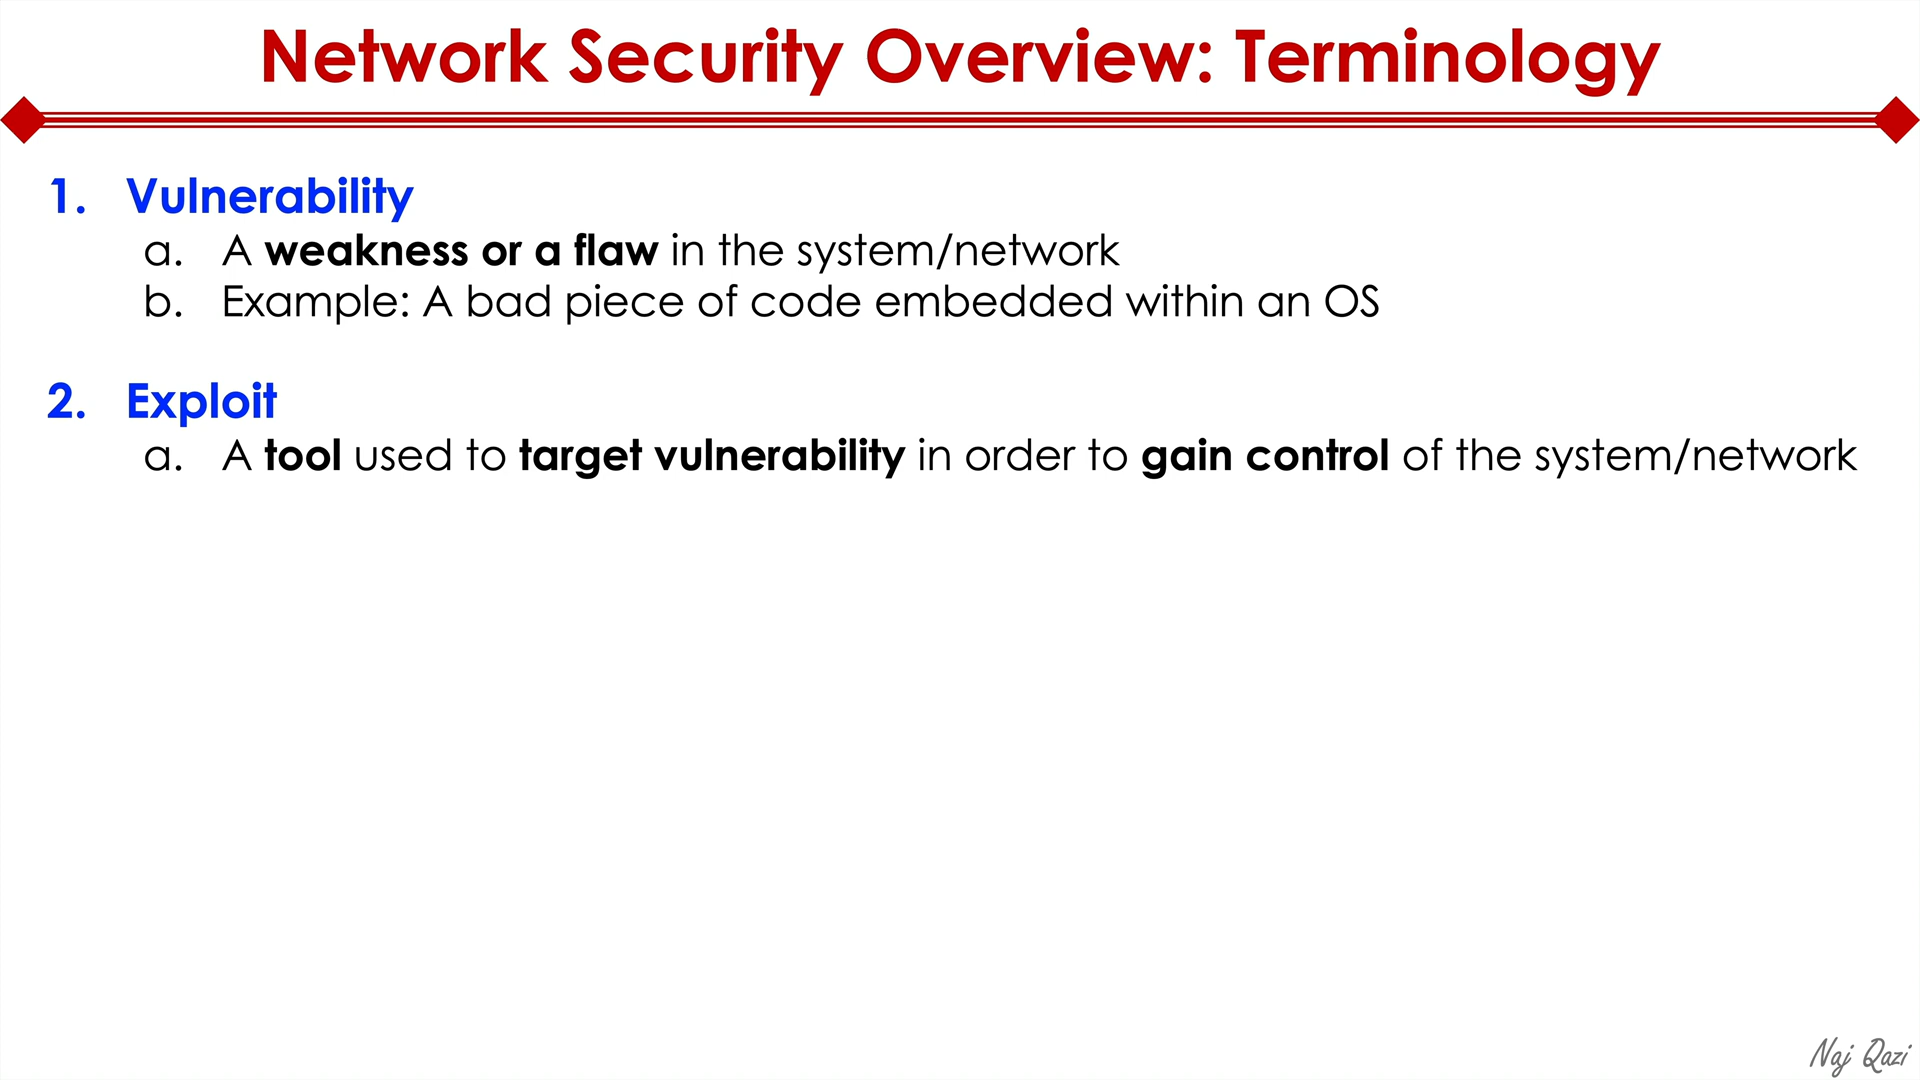 Network Security Overview: Terminology
1. Vulnerability
a. A weakness or a flaw in the system/network
b. Example: A bad piece of code embedded within an OS
2. Exploit
a. A tool used to target vulnerability in order to gain control of the system/network
Naj Qazi